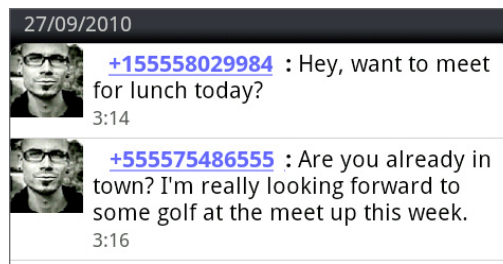 27/09/2010
+155558029984 : Hey, want to meet
for lunch today?
3:14
+555575486555 : Are you already in
town? I'm really looking forward to
some golf at the meet up this week.
3:16